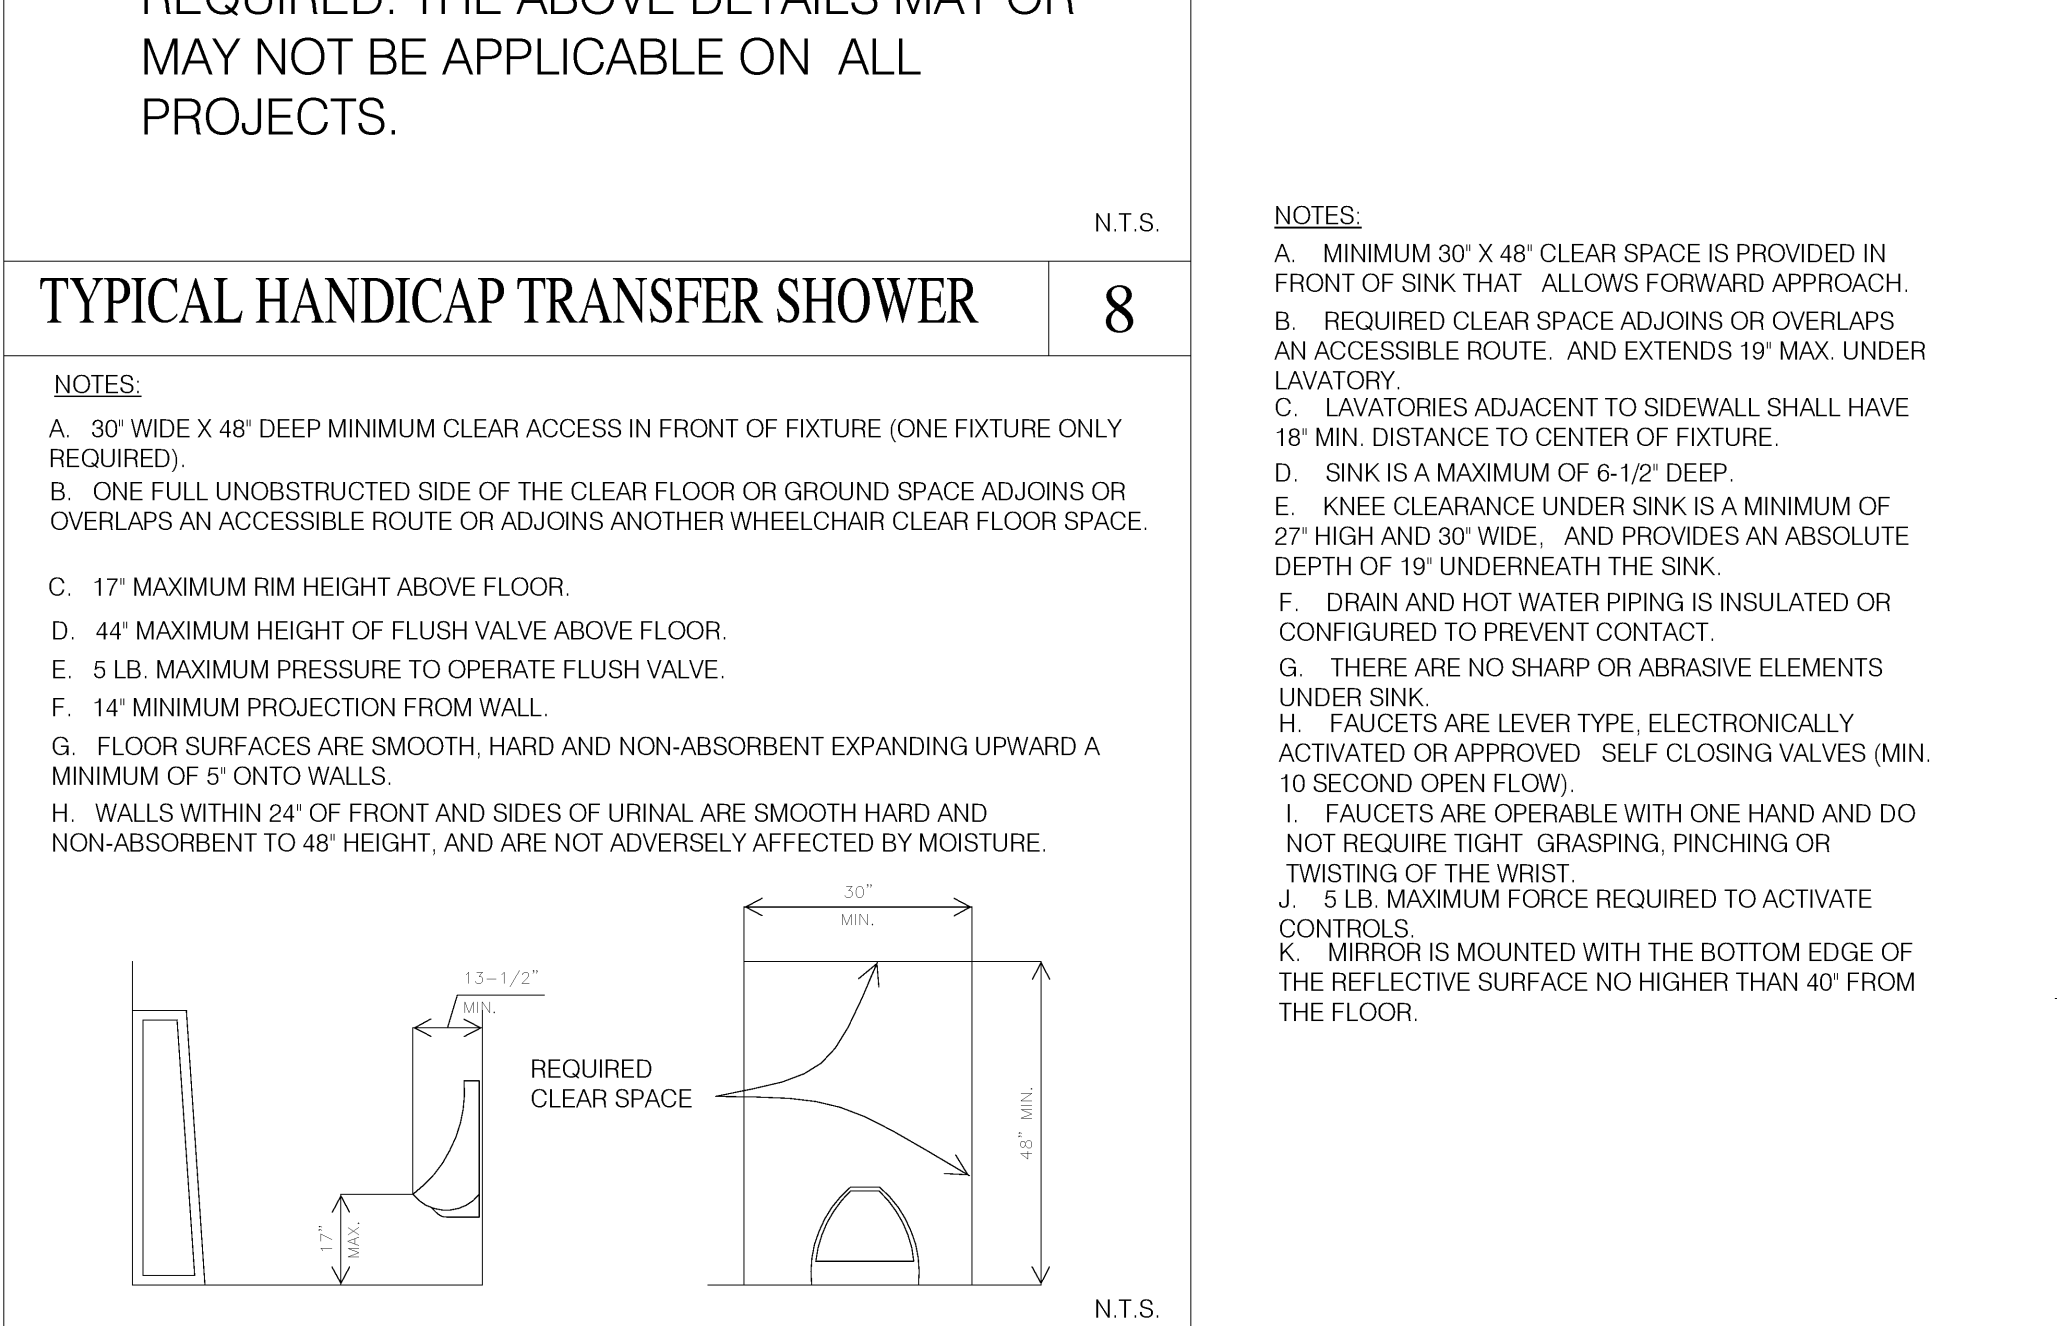 REQUIRED. THE ABOVE DETAILS MAY OR
MAY NOT BE APPLICABLE ON ALL
PROJECTS.
N.T.S.
TYPICAL HANDICAP TRANSFER SHOWER
8
NOTES:
A. 30" WIDE X 48" DEEP MINIMUM CLEAR ACCESS IN FRONT OF FIXTURE (ONE FIXTURE ONLY
REQUIRED).
B. ONE FULL UNOBSTRUCTED SIDE OF THE CLEAR FLOOR OR GROUND SPACE ADJOINS OR
OVERLAPS AN ACCESSIBLE ROUTE OR ADJOINS ANOTHER WHEELCHAIR CLEAR FLOOR SPACE.
C. 17" MAXIMUM RIM HEIGHT ABOVE FLOOR.
D. 44" MAXIMUM HEIGHT OF FLUSH VALVE ABOVE FLOOR.
E. 5 LB. MAXIMUM PRESSURE TO OPERATE FLUSH VALVE.
F. 14" MINIMUM PROJECTION FROM WALL.
G. FLOOR SURFACES ARE SMOOTH, HARD AND NON-ABSORBENT EXPANDING UPWARD A
MINIMUM OF 5" ONTO WALLS.
H. WALLS WITHIN 24" OF FRONT AND SIDES OF URINAL ARE SMOOTH HARD AND
NON-ABSORBENT TO 48" HEIGHT, AND ARE NOT ADVERSELY AFFECTED BY MOISTURE.
30"
MIN.
13-1/2"
MIN.
REQUIRED
CLEAR SPACE
48" MIN.
17"
MAX.
N.T.S.
NOTES:
A. MINIMUM 30" X 48" CLEAR SPACE IS PROVIDED IN
FRONT OF SINK THAT ALLOWS FORWARD APPROACH.
B. REQUIRED CLEAR SPACE ADJOINS OR OVERLAPS
AN ACCESSIBLE ROUTE. AND EXTENDS 19" MAX. UNDER
LAVATORY.
C. LAVATORIES ADJACENT TO SIDEWALL SHALL HAVE
18" MIN. DISTANCE TO CENTER OF FIXTURE.
D. SINK IS A MAXIMUM OF 6-1/2" DEEP.
E. KNEE CLEARANCE UNDER SINK IS A MINIMUM OF
27" HIGH AND 30" WIDE, AND PROVIDES AN ABSOLUTE
DEPTH OF 19" UNDERNEATH THE SINK.
F. DRAIN AND HOT WATER PIPING IS INSULATED OR
CONFIGURED TO PREVENT CONTACT.
G. THERE ARE NO SHARP OR ABRASIVE ELEMENTS
UNDER SINK.
H. FAUCETS ARE LEVER TYPE, ELECTRONICALLY
ACTIVATED OR APPROVED SELF CLOSING VALVES (MIN.
10 SECOND OPEN FLOW).
I. FAUCETS ARE OPERABLE WITH ONE HAND AND DO
NOT REQUIRE TIGHT GRASPING, PINCHING OR
TWISTING OF THE WRIST.
J. 5 LB. MAXIMUM FORCE REQUIRED TO ACTIVATE
CONTROLS.
K. MIRROR IS MOUNTED WITH THE BOTTOM EDGE OF
THE REFLECTIVE SURFACE NO HIGHER THAN 40" FROM
THE FLOOR.